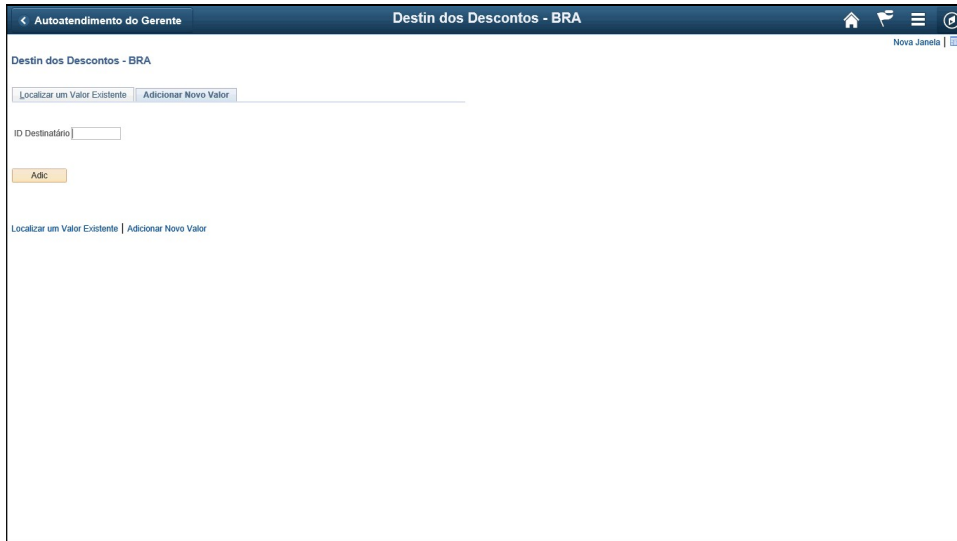 Autoatendimento do Gerente Destin dos Descontos - BRA
Nova Janela |
Destin dos Descontos - BRA
Localizar um Valor Existente Adicionar Novo Valor
ID Destinatário
Adic
Localizar um Valor Existente | Adicionar Novo Valor